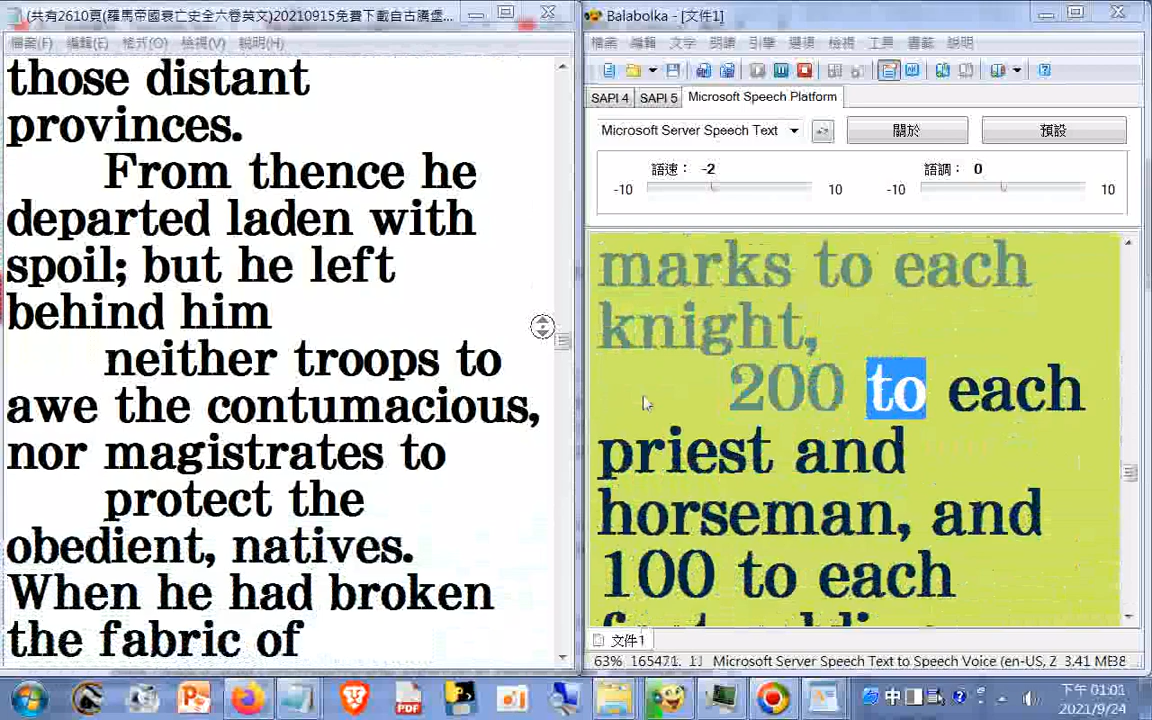 (共有2610頁(羅馬帝國衰亡史全六卷英文)20210915免費下載自古騰堡...
檔案(F) 編輯(E) 格式(O) 檢視(V) 說明(H)
those distant
provinces.
From thence he
departed laden with
spoil; but he left
behind him
neither troops to
awe the contumacious,
nor magistrates to
protect the
obedient, natives.
When he had broken
the fabric of
Balabolka - [文件1]
檔案 編輯 文字 朗讀 引擎 選項 檢視 工具 書籤 說明
SAPI 4 SAPI 5 Microsoft Speech Platform
Microsoft Server Speech Text 關於 預設
語速： -2 語調： 0
-10 10 -10 10
marks to each
knight,
200 to each
priest and
horseman, and
100 to each
文件1
63% 165471: 1] Microsoft Server Speech Text to Speech Voice (en-US, Z 3.41 MB
中
下午 01:01
2021/9/24